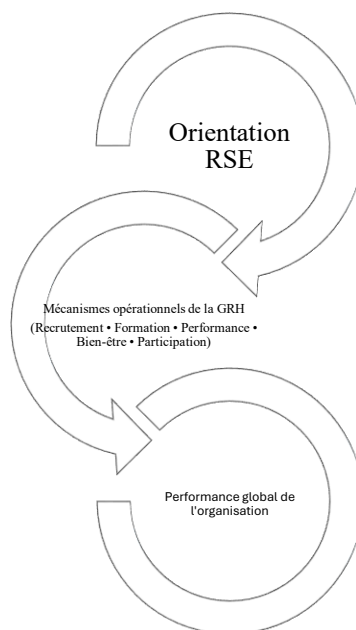 Orientation
RSE
Mécanismes opérationnels de la GRH
(Recrutement • Formation • Performance •
Bien-être • Participation)
Performance global de
l'organisation